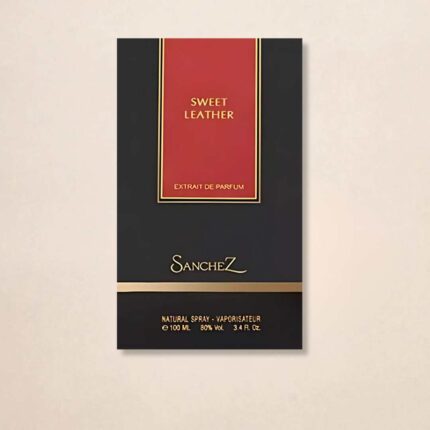 SWEET
LEATHER
EXTRAIT DE PARFUM
SANCHEZ
NATURAL SPRAY - VAPORISATEUR
℮ 100 ML 80% Vol. 3.4 Fl. Oz.